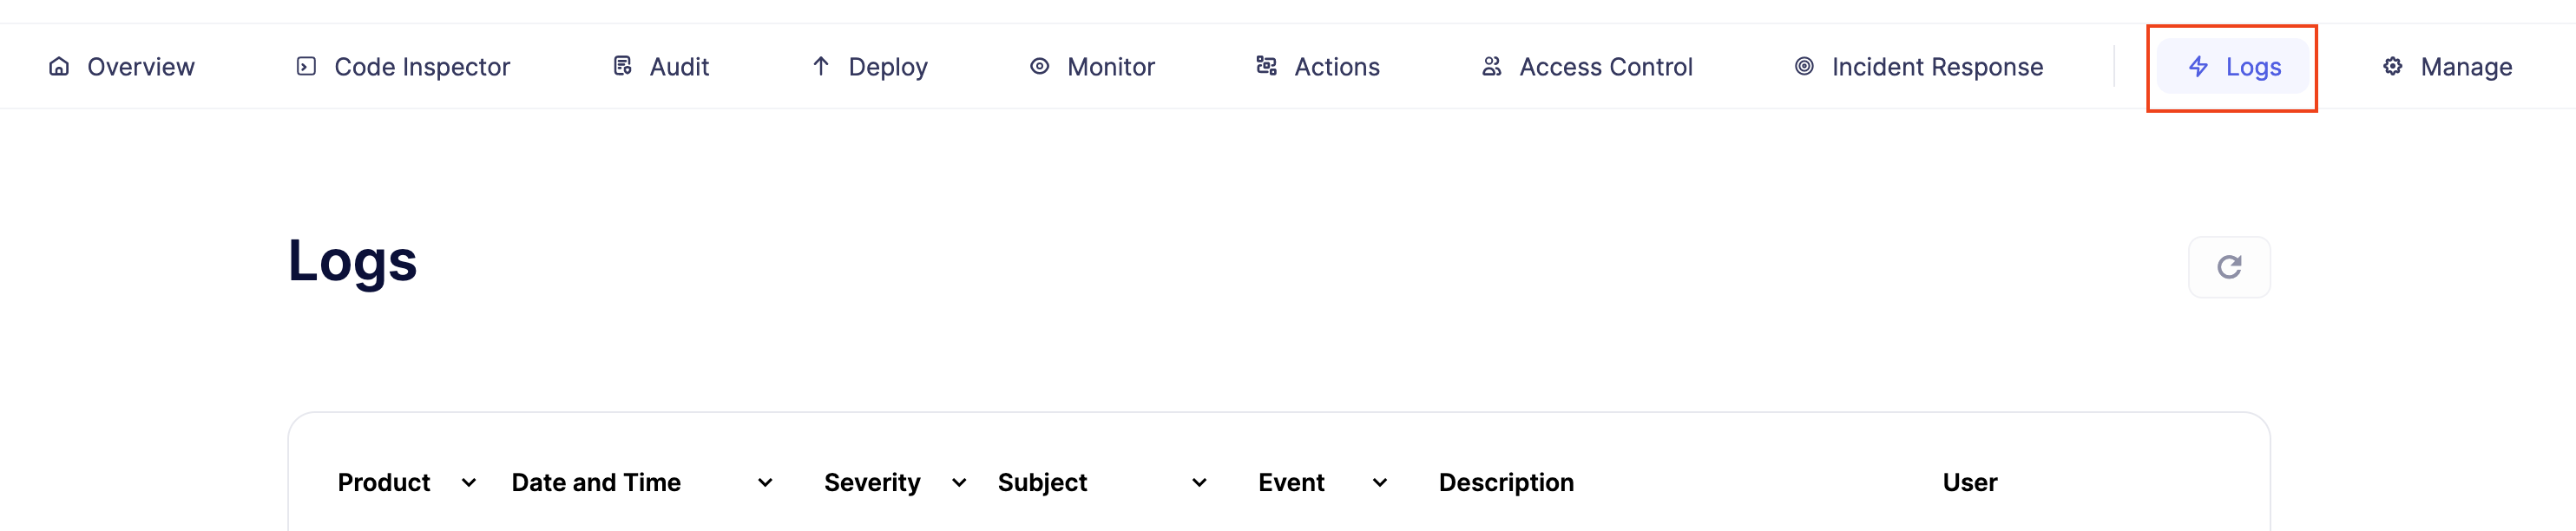 Overview Code Inspector Audit Deploy Monitor Actions Access Control Incident Response Logs Manage
Logs
Product Date and Time Severity Subject Event Description User